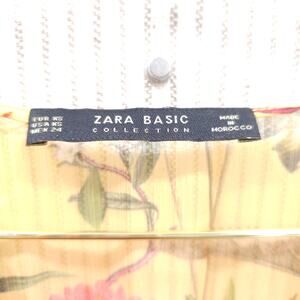 EUR XS
USA XS
MEX 24
ZARA BASIC
COLLECTION
MADE
IN
MOROCCO